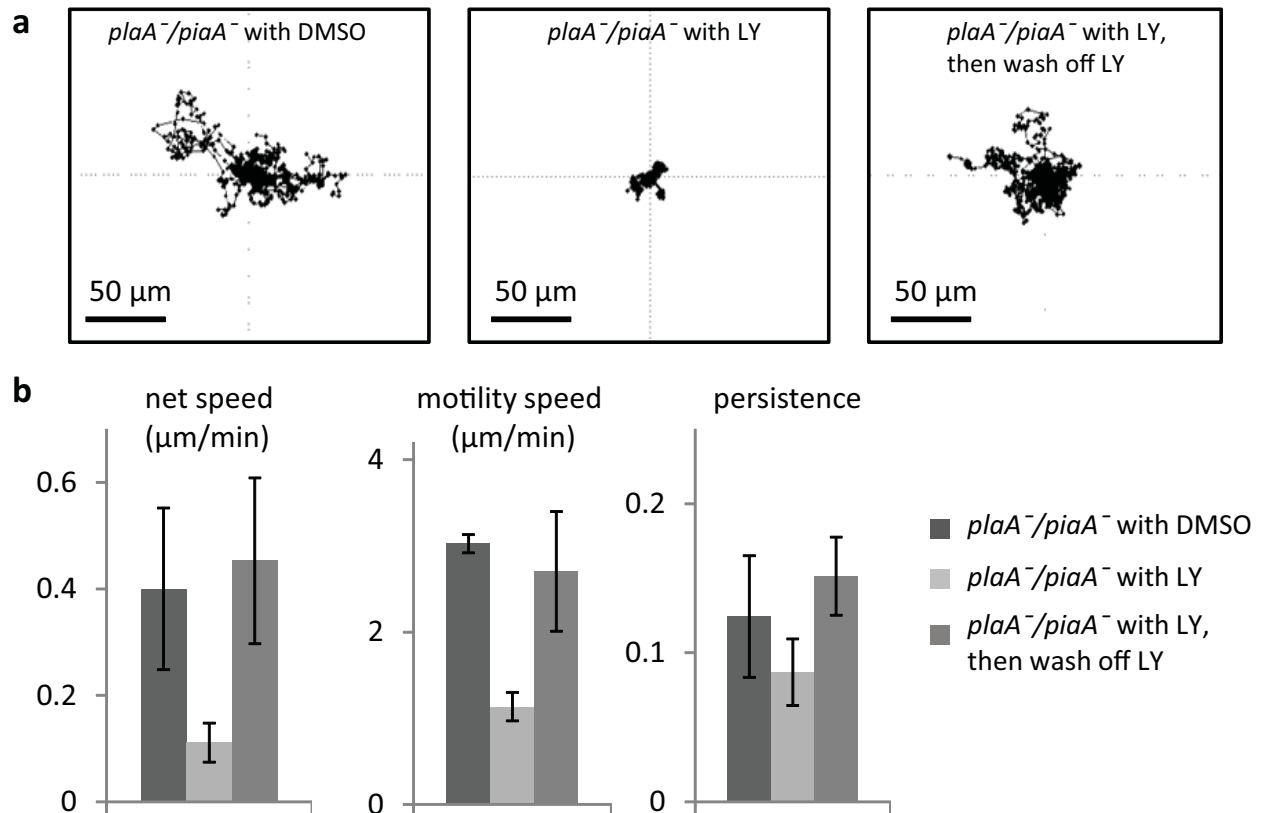 a
plaA⁻/piaA⁻ with DMSO
plaA⁻/piaA⁻ with LY
plaA⁻/piaA⁻ with LY,
then wash off LY
50 µm
50 µm
50 µm
b
net speed
(µm/min)
0.6
0.4
0.2
0
motility speed
(µm/min)
4
2
0
persistence
0.2
0.1
0
plaA⁻/piaA⁻ with DMSO
plaA⁻/piaA⁻ with LY
plaA⁻/piaA⁻ with LY,
then wash off LY